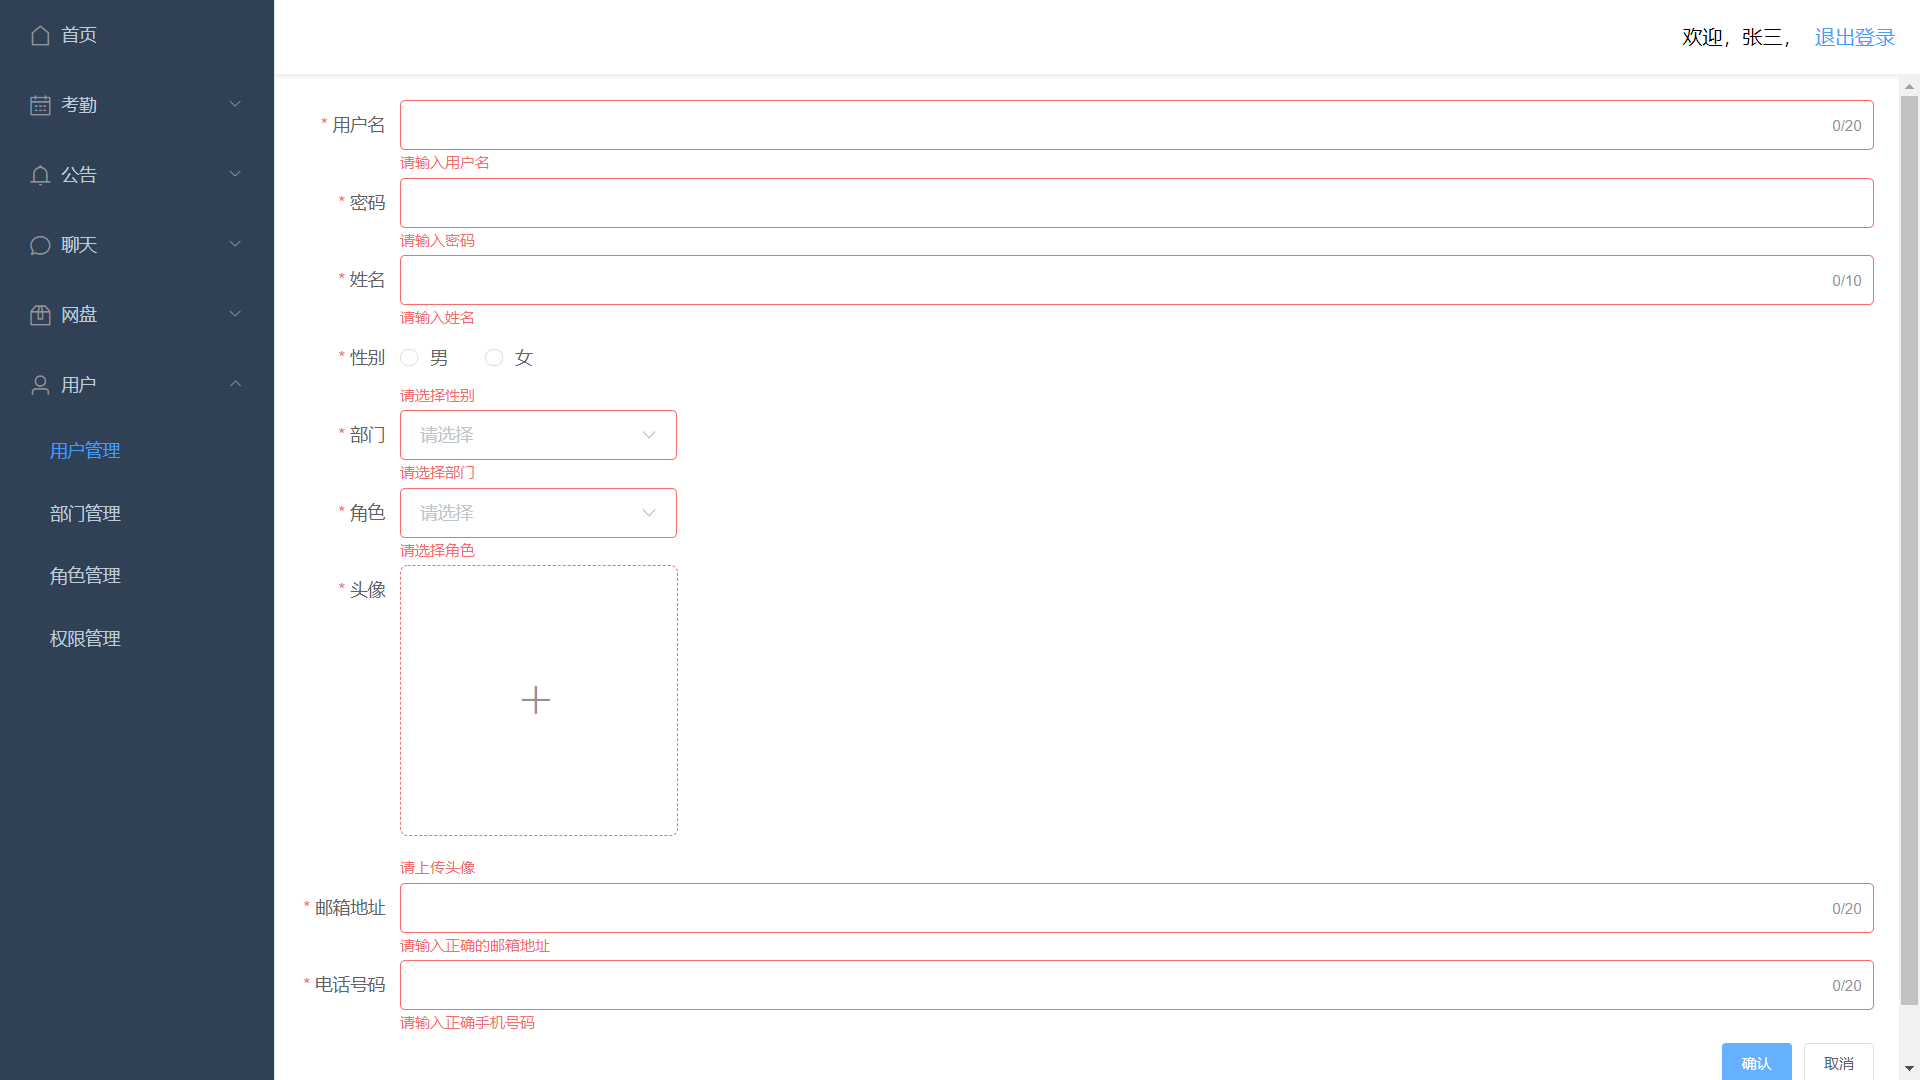 首页
考勤
公告
聊天
网盘
用户
用户管理
部门管理
角色管理
权限管理
欢迎，张三， 退出登录
* 用户名
0/20
请输入用户名
* 密码
请输入密码
* 姓名
0/10
请输入姓名
* 性别 男 女
请选择性别
* 部门 请选择
请选择部门
* 角色 请选择
请选择角色
* 头像
请上传头像
* 邮箱地址
0/20
请输入正确的邮箱地址
* 电话号码
0/20
请输入正确手机号码
确认 取消